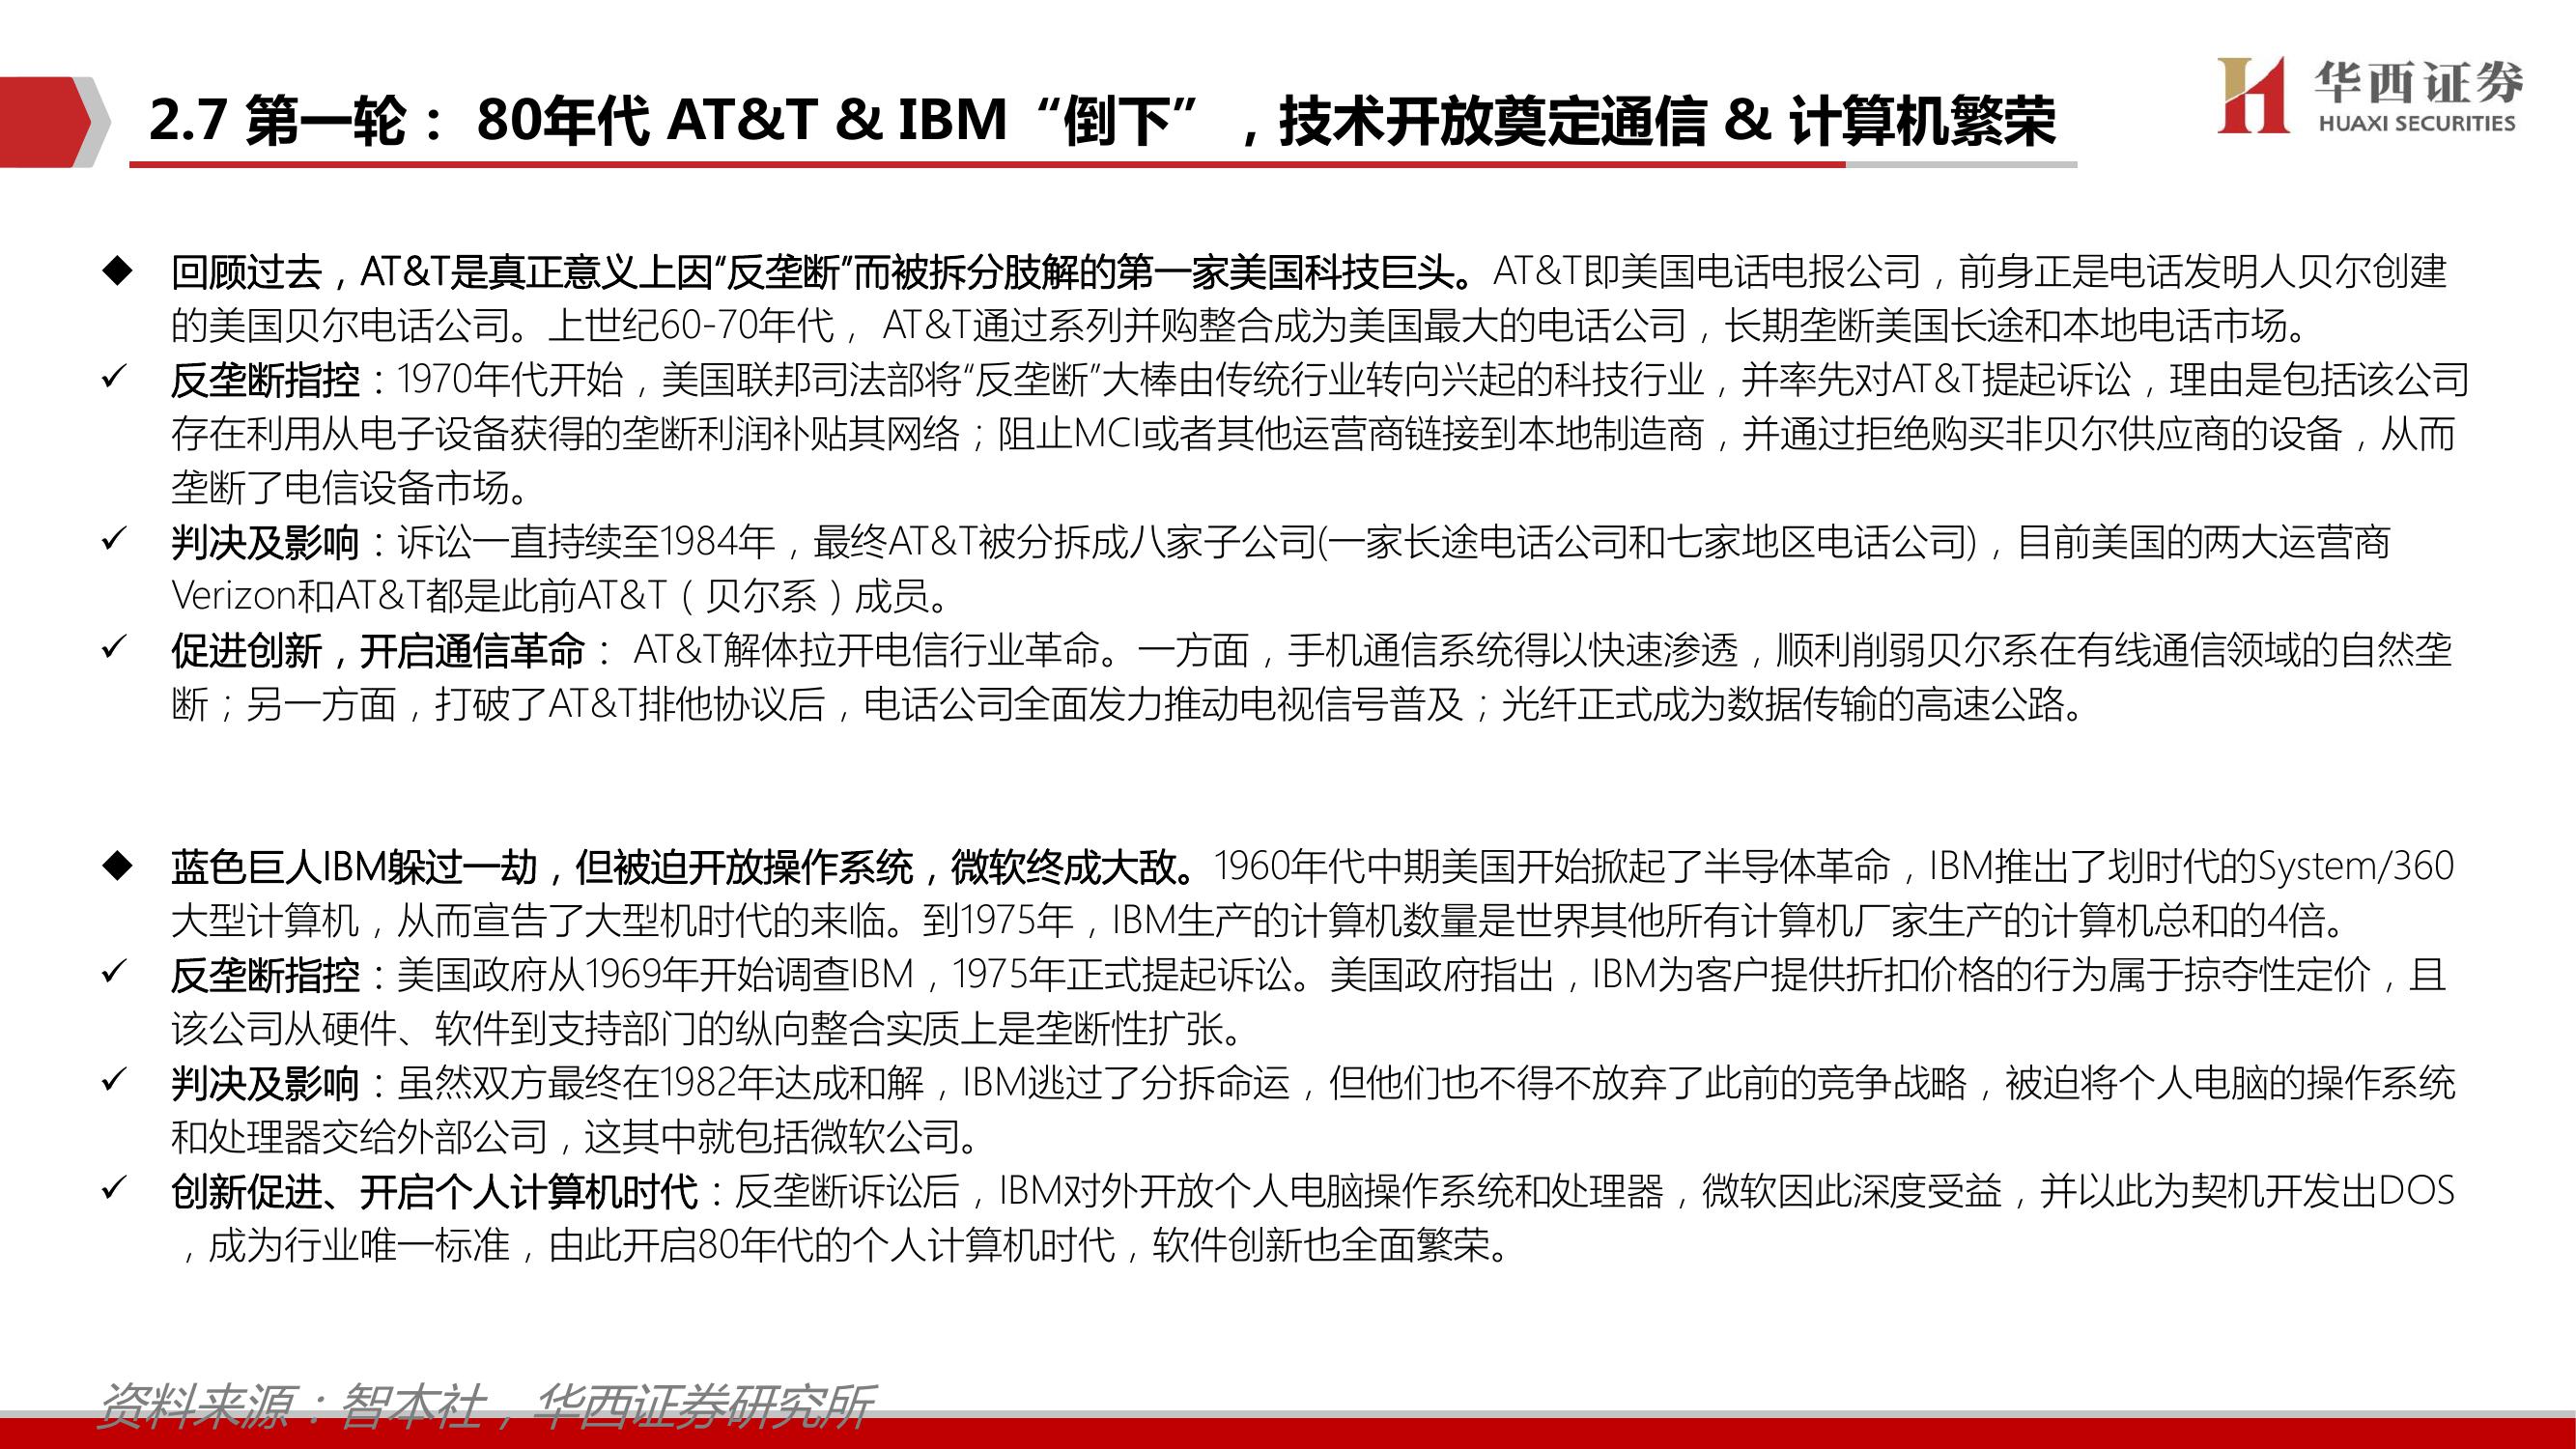 2.7 第一轮： 80年代 AT&T & IBM“倒下”，技术开放奠定通信 & 计算机繁荣
华西证券
HUAXI SECURITIES
◆ 回顾过去，AT&T是真正意义上因“反垄断”而被拆分肢解的第一家美国科技巨头。AT&T即美国电话电报公司，前身正是电话发明人贝尔创建
的美国贝尔电话公司。上世纪60-70年代， AT&T通过系列并购整合成为美国最大的电话公司，长期垄断美国长途和本地电话市场。
✓ 反垄断指控：1970年代开始，美国联邦司法部将“反垄断”大棒由传统行业转向兴起的科技行业，并率先对AT&T提起诉讼，理由是包括该公司
存在利用从电子设备获得的垄断利润补贴其网络；阻止MCI或者其他运营商链接到本地制造商，并通过拒绝购买非贝尔供应商的设备，从而
垄断了电信设备市场。
✓ 判决及影响：诉讼一直持续至1984年，最终AT&T被分拆成八家子公司(一家长途电话公司和七家地区电话公司)，目前美国的两大运营商
Verizon和AT&T都是此前AT&T（贝尔系）成员。
✓ 促进创新，开启通信革命： AT&T解体拉开电信行业革命。一方面，手机通信系统得以快速渗透，顺利削弱贝尔系在有线通信领域的自然垄
断；另一方面，打破了AT&T排他协议后，电话公司全面发力推动电视信号普及；光纤正式成为数据传输的高速公路。
◆ 蓝色巨人IBM躲过一劫，但被迫开放操作系统，微软终成大敌。1960年代中期美国开始掀起了半导体革命，IBM推出了划时代的System/360
大型计算机，从而宣告了大型机时代的来临。到1975年，IBM生产的计算机数量是世界其他所有计算机厂家生产的计算机总和的4倍。
✓ 反垄断指控：美国政府从1969年开始调查IBM，1975年正式提起诉讼。美国政府指出，IBM为客户提供折扣价格的行为属于掠夺性定价，且
该公司从硬件、软件到支持部门的纵向整合实质上是垄断性扩张。
✓ 判决及影响：虽然双方最终在1982年达成和解，IBM逃过了分拆命运，但他们也不得不放弃了此前的竞争战略，被迫将个人电脑的操作系统
和处理器交给外部公司，这其中就包括微软公司。
✓ 创新促进、开启个人计算机时代：反垄断诉讼后，IBM对外开放个人电脑操作系统和处理器，微软因此深度受益，并以此为契机开发出DOS
，成为行业唯一标准，由此开启80年代的个人计算机时代，软件创新也全面繁荣。
资料来源：智本社，华西证券研究所